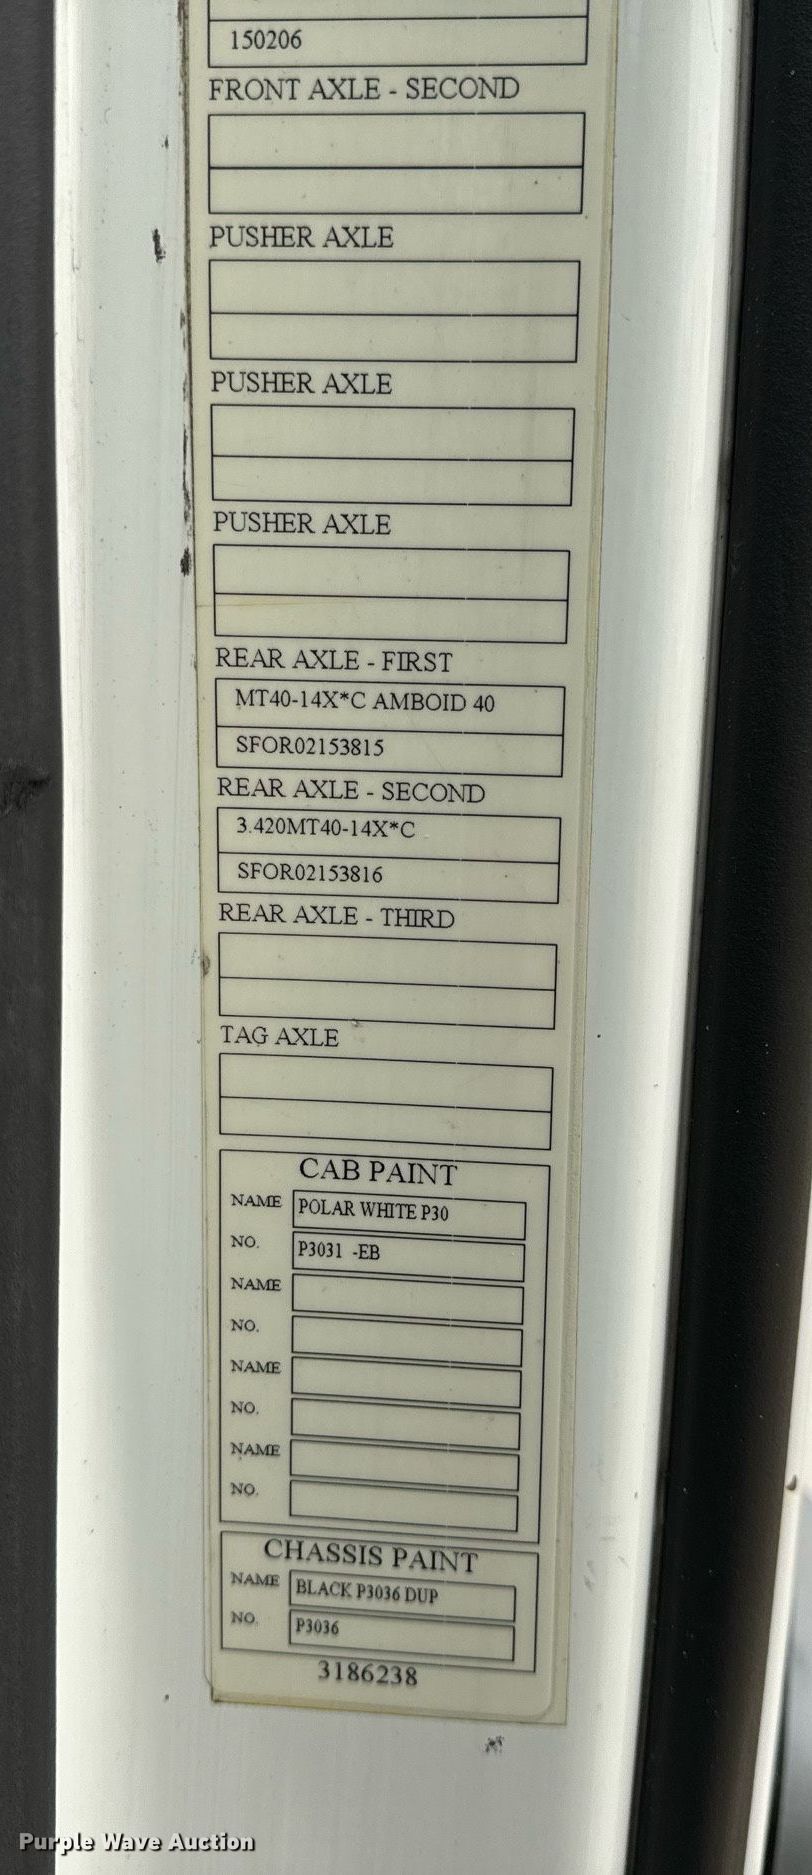 150206
FRONT AXLE - SECOND
PUSHER AXLE
PUSHER AXLE
PUSHER AXLE
REAR AXLE - FIRST
MT40-14X*C AMBOID 40
SFOR02153815
REAR AXLE - SECOND
3.420MT40-14X*C
SFOR02153816
REAR AXLE - THIRD
TAG AXLE
CAB PAINT
NAME POLAR WHITE P30
NO. P3031 -EB
NAME
NO.
NAME
NO.
NAME
NO.
CHASSIS PAINT
NAME BLACK P3036 DUP
NO. P3036
3186238
Purple Wave Auction